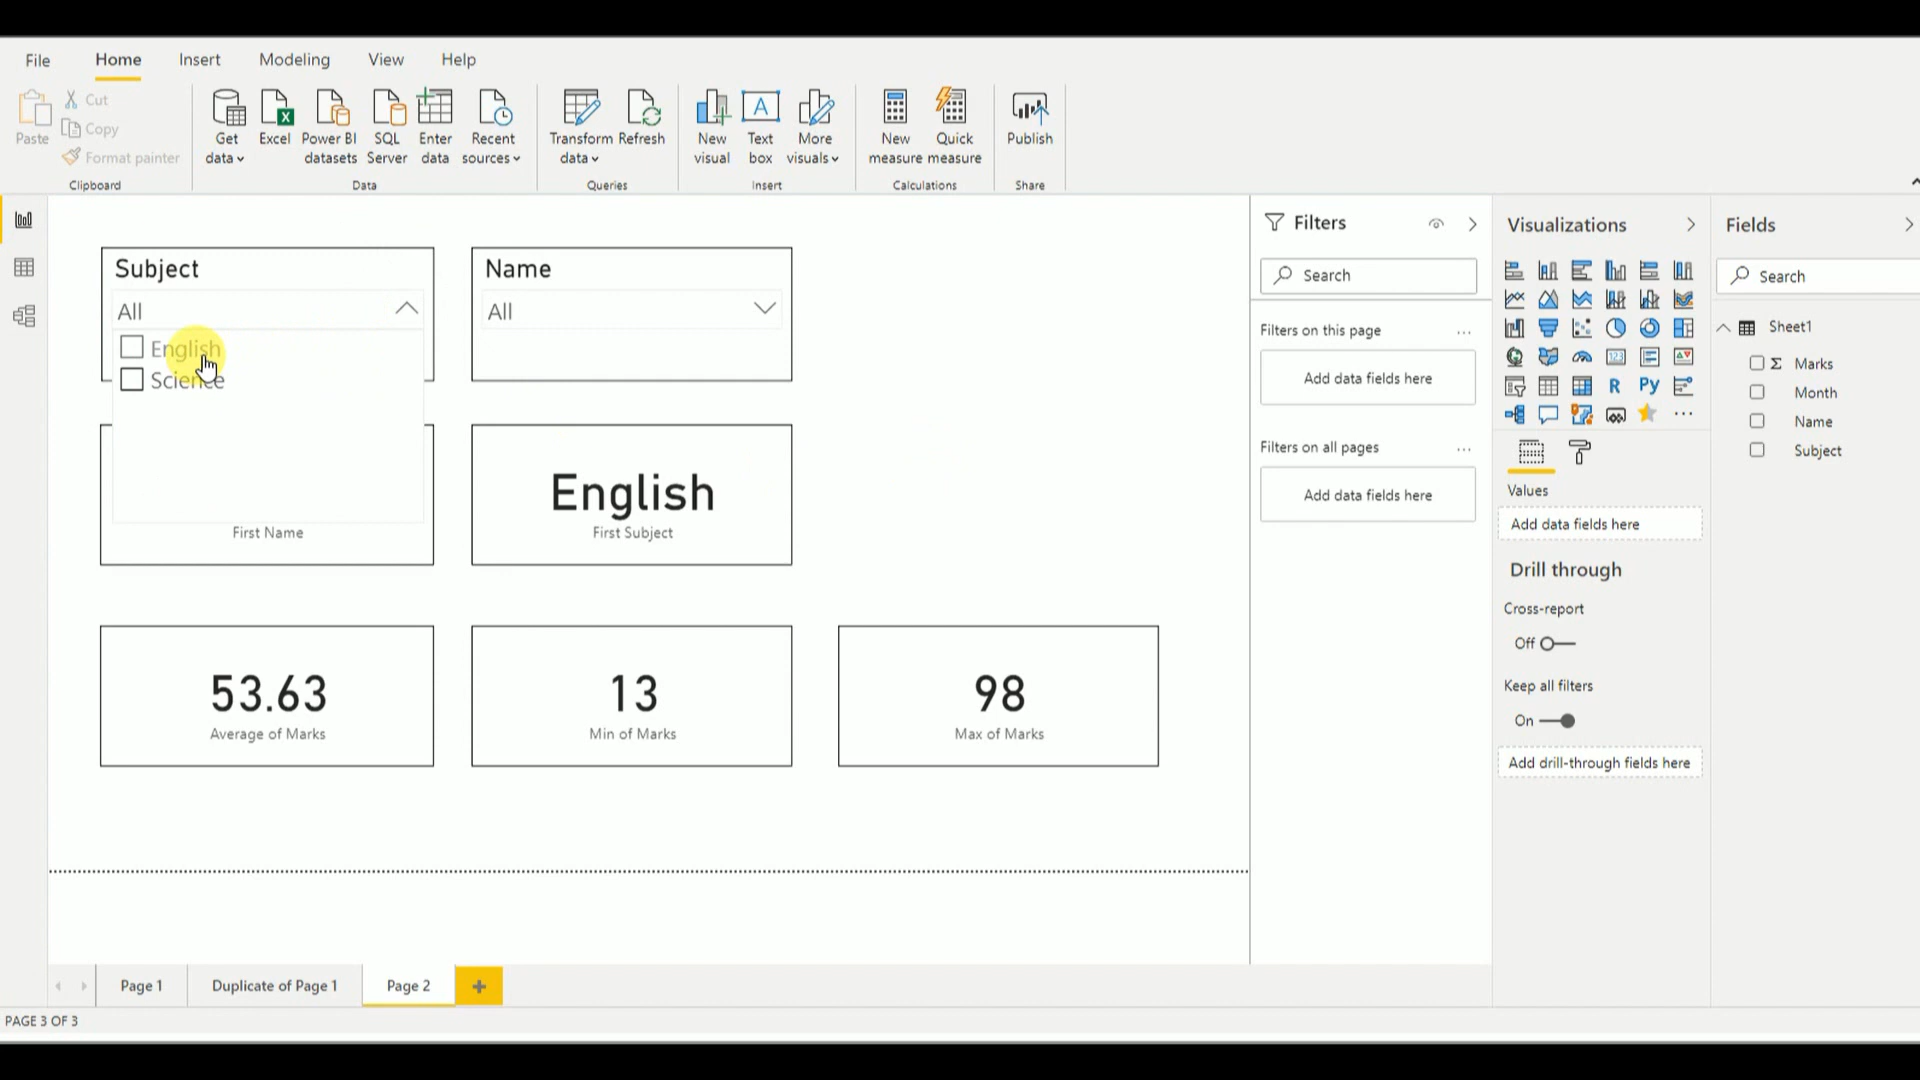 File Home Insert Modeling View Help
Paste
Cut
Copy
Format painter
Clipboard
Get data
Excel
Power BI datasets
SQL Server
Enter data
Recent sources
Data
Transform data
Refresh
Queries
New visual
Text box
More visuals
Insert
New measure
Quick measure
Calculations
Publish
Share
Subject
All
English
Science
Name
All
First Name
English
First Subject
53.63
Average of Marks
13
Min of Marks
98
Max of Marks
Filters
Search
Filters on this page
...
Add data fields here
Filters on all pages
...
Add data fields here
Visualizations
123
R
Py
...
Values
Add data fields here
Drill through
Cross-report
Off
Keep all filters
On
Add drill-through fields here
Fields
Search
Sheet1
Σ Marks
Month
Name
Subject
Page 1
Duplicate of Page 1
Page 2
+
PAGE 3 OF 3